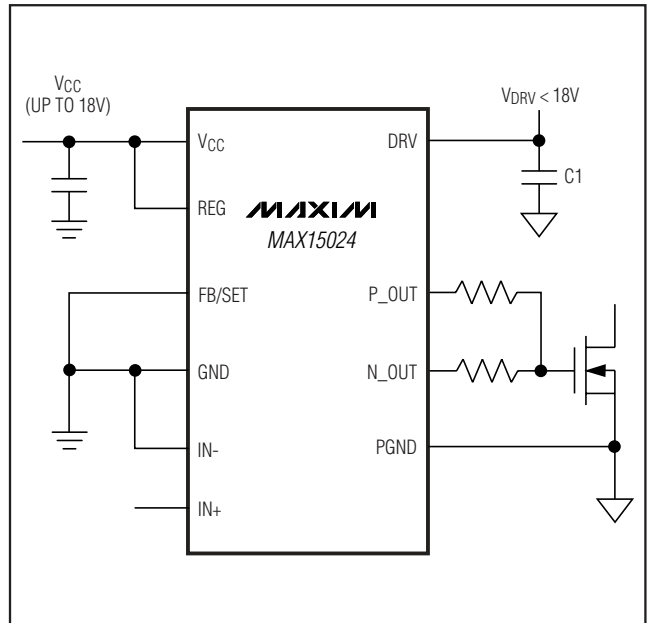 VCC
(UP TO 18V)
VDRV < 18V
VCC
DRV
C1
REG
MAXIM
MAX15024
FB/SET
P_OUT
GND
N_OUT
IN-
PGND
IN+